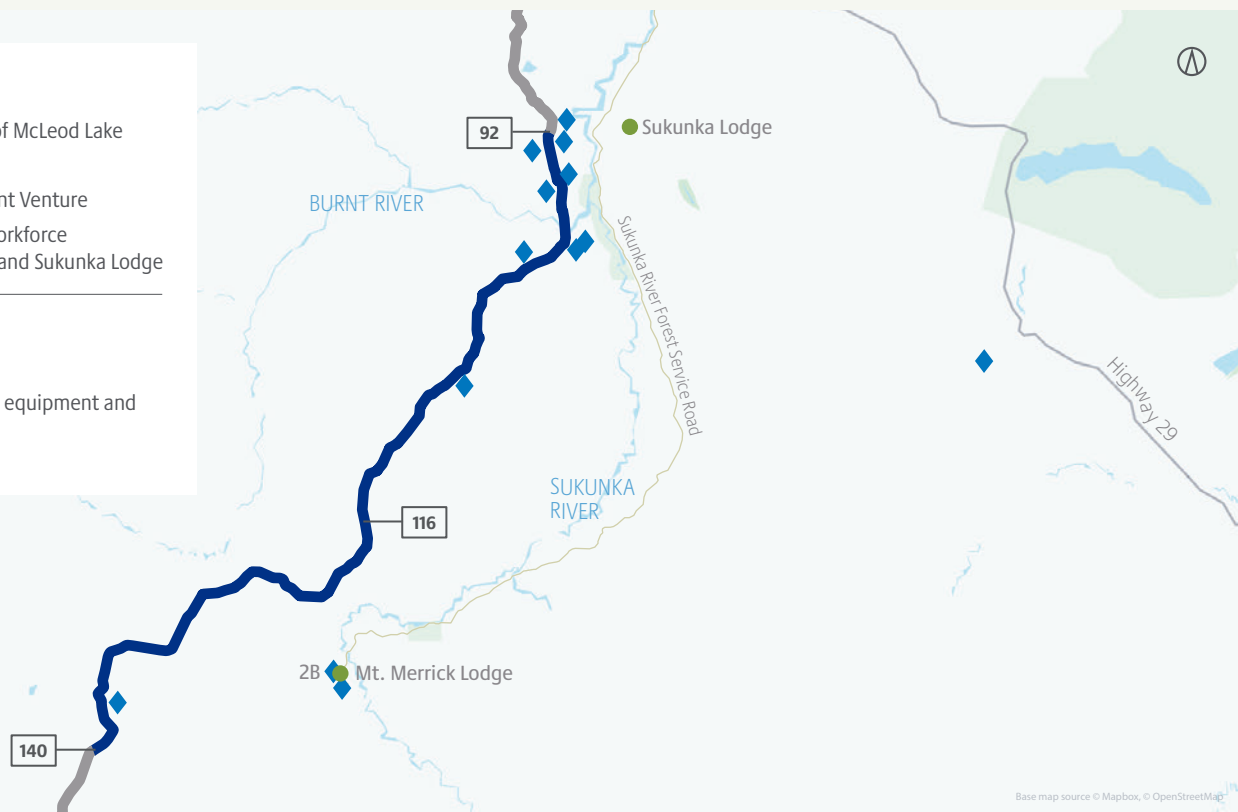 of McLeod Lake
nt Venture
orkforce
and Sukunka Lodge
equipment and
92
Sukunka Lodge
BURNT RIVER
Sukunka River Forest Service Road
Highway 29
SUKUNKA
RIVER
116
2B
Mt. Merrick Lodge
140
Base map source © Mapbox, © OpenStreetMap